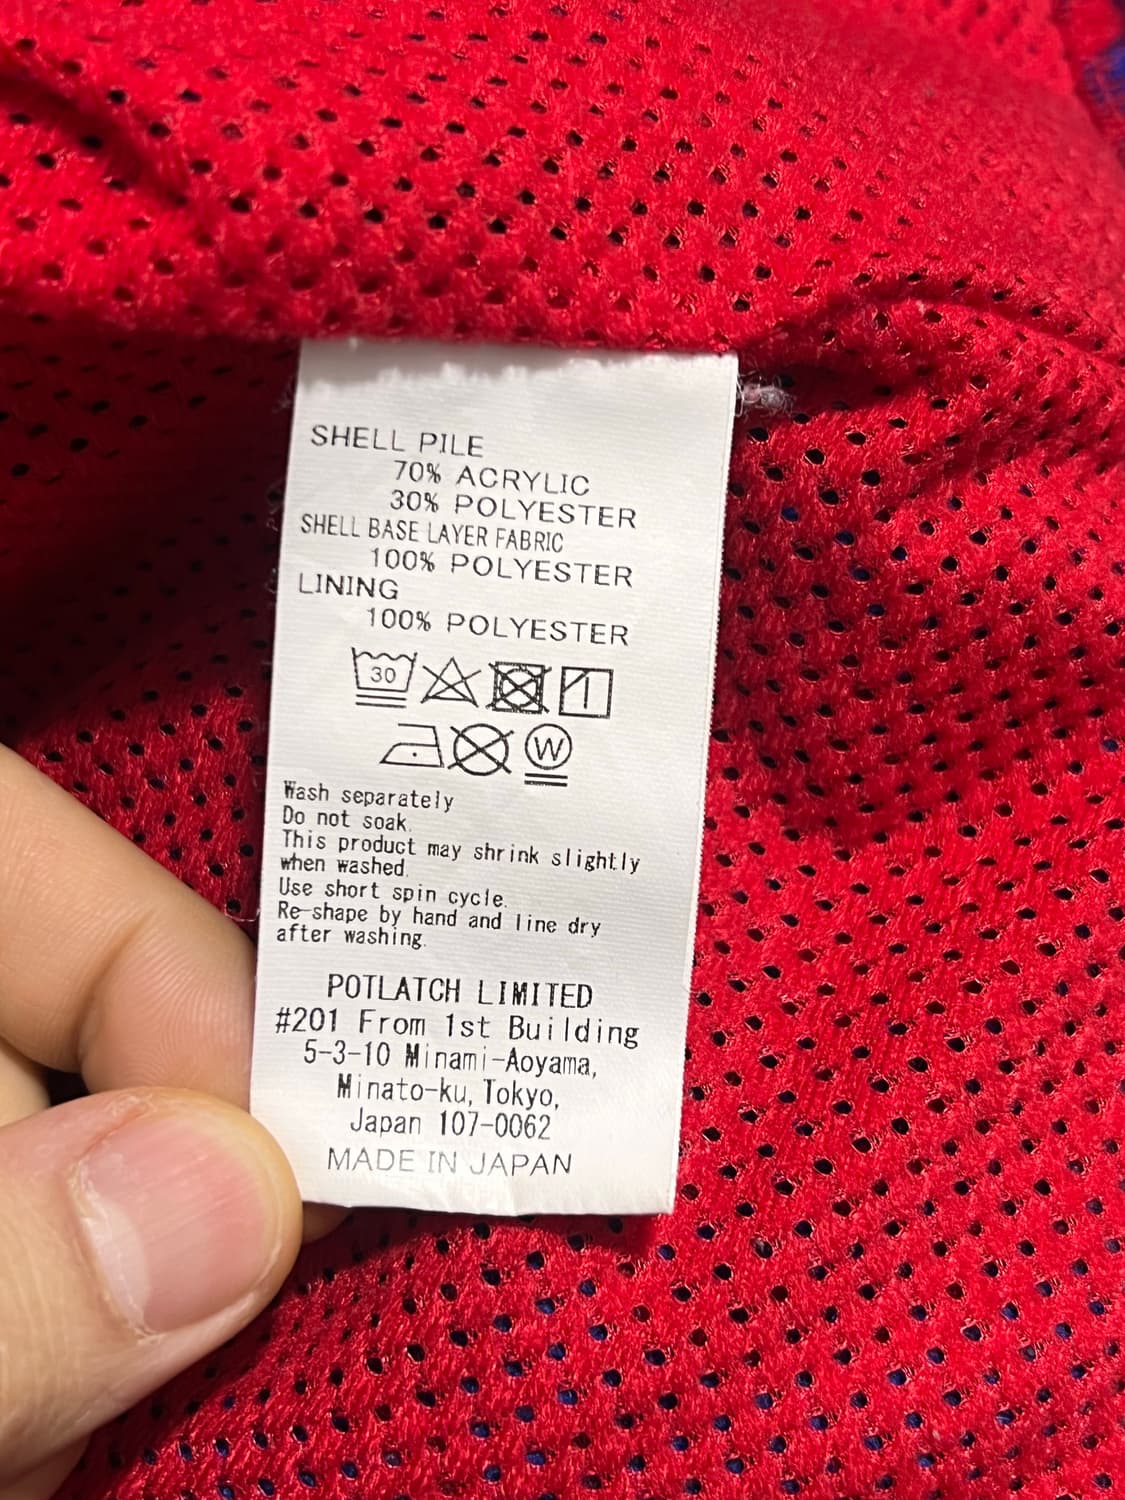 SHELL PILE
70% ACRYLIC
30% POLYESTER
SHELL BASE LAYER FABRIC
100% POLYESTER
LINING
100% POLYESTER
30
W
Wash separately
Do not soak.
This product may shrink slightly
when washed.
Use short spin cycle.
Re-shape by hand and line dry
after washing.
POTLATCH LIMITED
#201 From 1st Building
5-3-10 Minami-Aoyama,
Minato-ku, Tokyo,
Japan 107-0062
MADE IN JAPAN